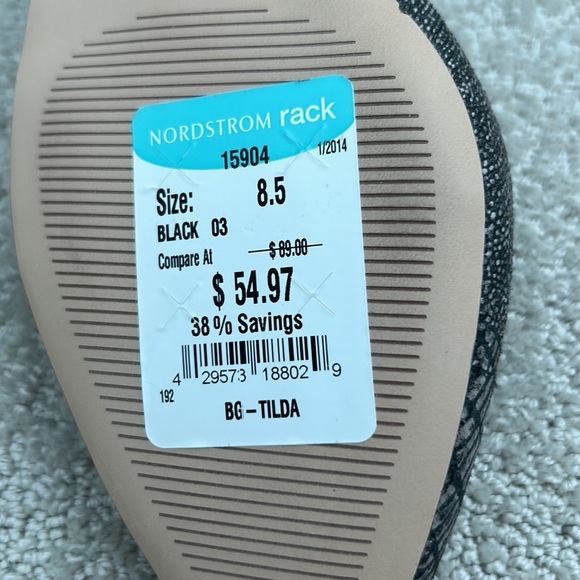 NORDSTROM rack
15904 1/2014
Size: 8.5
BLACK 03
Compare At $ 89.00
$ 54.97
38% Savings
4 29573 18802 9
192
BG-TILDA